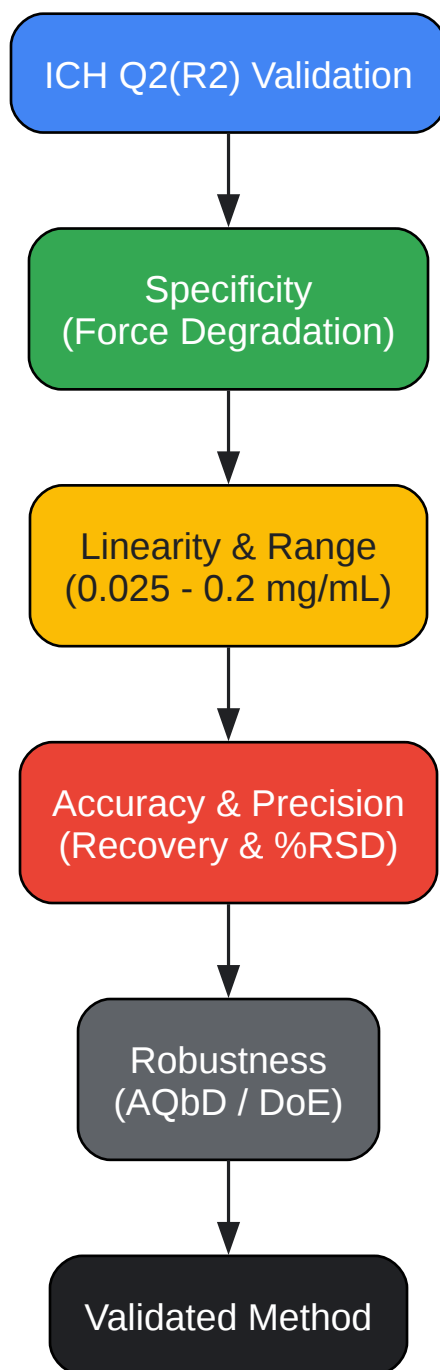 ICH Q2(R2) Validation
Specificity
(Force Degradation)
Linearity & Range
(0.025 - 0.2 mg/mL)
Accuracy & Precision
(Recovery & %RSD)
Robustness
(AQbD / DoE)
Validated Method